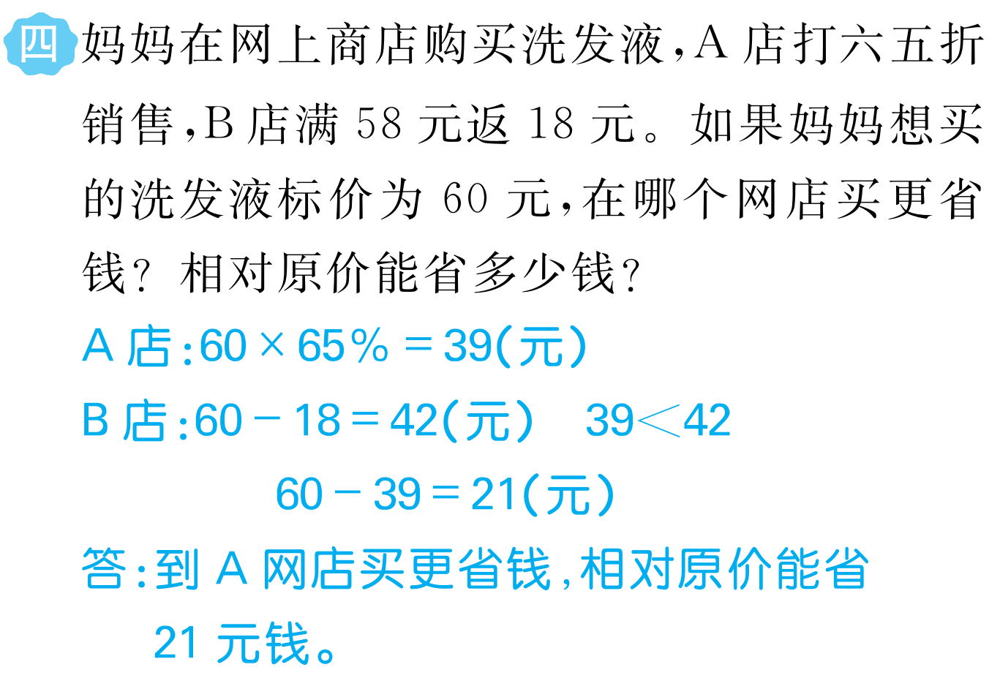 四 妈妈在网上商店购买洗发液,A 店打六五折
销售,B 店满 58 元返 18 元。如果妈妈想买
的洗发液标价为 60 元,在哪个网店买更省
钱? 相对原价能省多少钱?
A 店:60×65%=39(元)
B 店:60-18=42(元) 39<42
60-39=21(元)
答:到 A 网店买更省钱,相对原价能省
21 元钱。